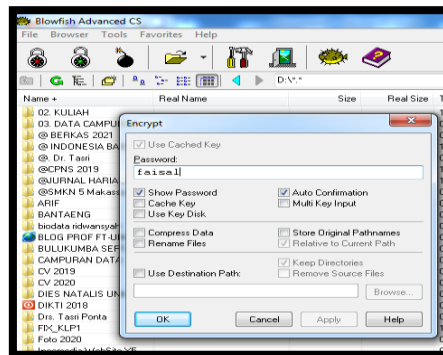 Blowfish Advanced CS
File Browser Tools Favorites Help
D:\*.*
Name + Real Name Size Real Size
02. KULIAH
03. DATA CAMPU
@ BERKAS 2021
@ INDONESIA BA
@. Dr. Tasri
@CPNS 2019
@JURNAL HARIA
@SMKN 5 Makass
ARIF
BANTAENG
biodata ridwansyah
BLOG PROF FT-U
BULUKUMBA SER
CAMPURAN DATA
CV 2019
CV 2020
DIES NATALIS UN
DIKTI 2018
Drs. Tasri Ponta
FIX_KLP1
Foto 2020
Encrypt
Use Cached Key
Password:
faisal
Show Password Auto Confirmation
Cache Key Multi Key Input
Use Key Disk
Compress Data Store Original Pathnames
Rename Files Relative to Current Path
Keep Directories
Use Destination Path: Remove Source Files
Browse...
OK Cancel Apply Help